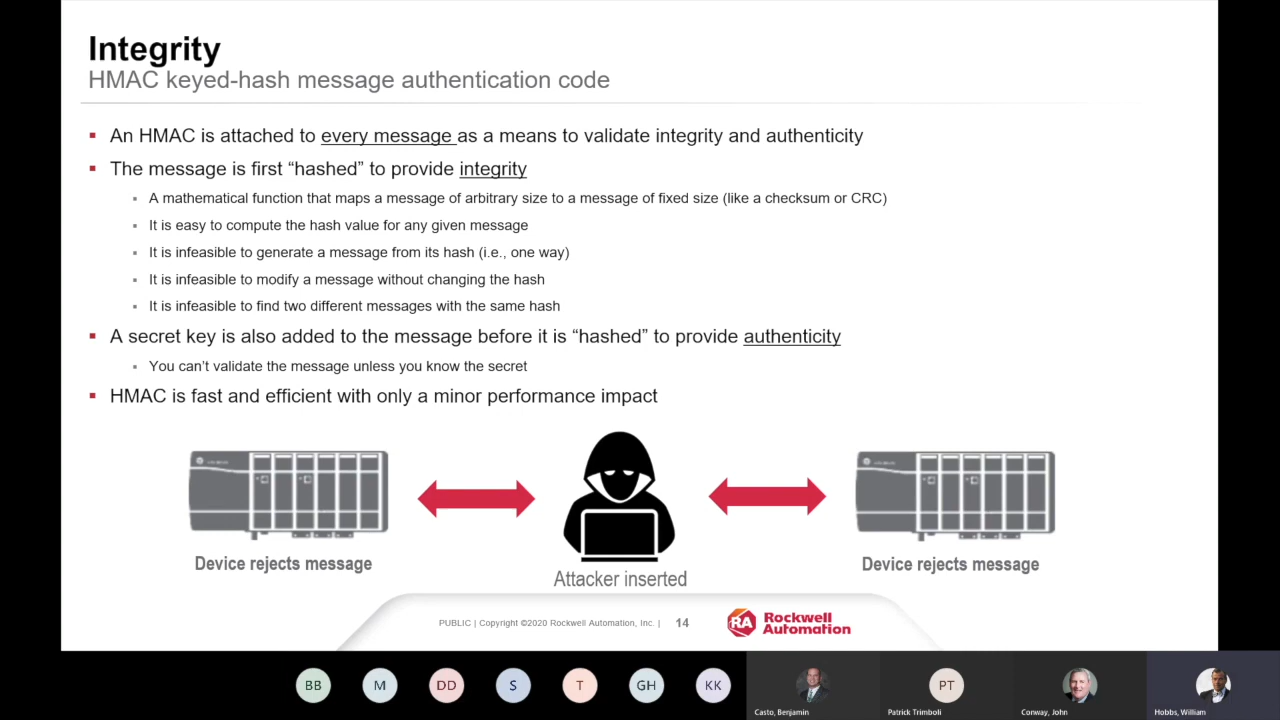 Integrity
HMAC keyed-hash message authentication code
An HMAC is attached to every message as a means to validate integrity and authenticity
The message is first “hashed” to provide integrity
A mathematical function that maps a message of arbitrary size to a message of fixed size (like a checksum or CRC)
It is easy to compute the hash value for any given message
It is infeasible to generate a message from its hash (i.e., one way)
It is infeasible to modify a message without changing the hash
It is infeasible to find two different messages with the same hash
A secret key is also added to the message before it is “hashed” to provide authenticity
You can’t validate the message unless you know the secret
HMAC is fast and efficient with only a minor performance impact
Device rejects message
Attacker inserted
Device rejects message
PUBLIC | Copyright ©2020 Rockwell Automation, Inc. | 14
RA Rockwell
Automation
BB M DD S T GH KK PT
Casto, Benjamin
Patrick Trimboli
Conway, John
Hobbs, William